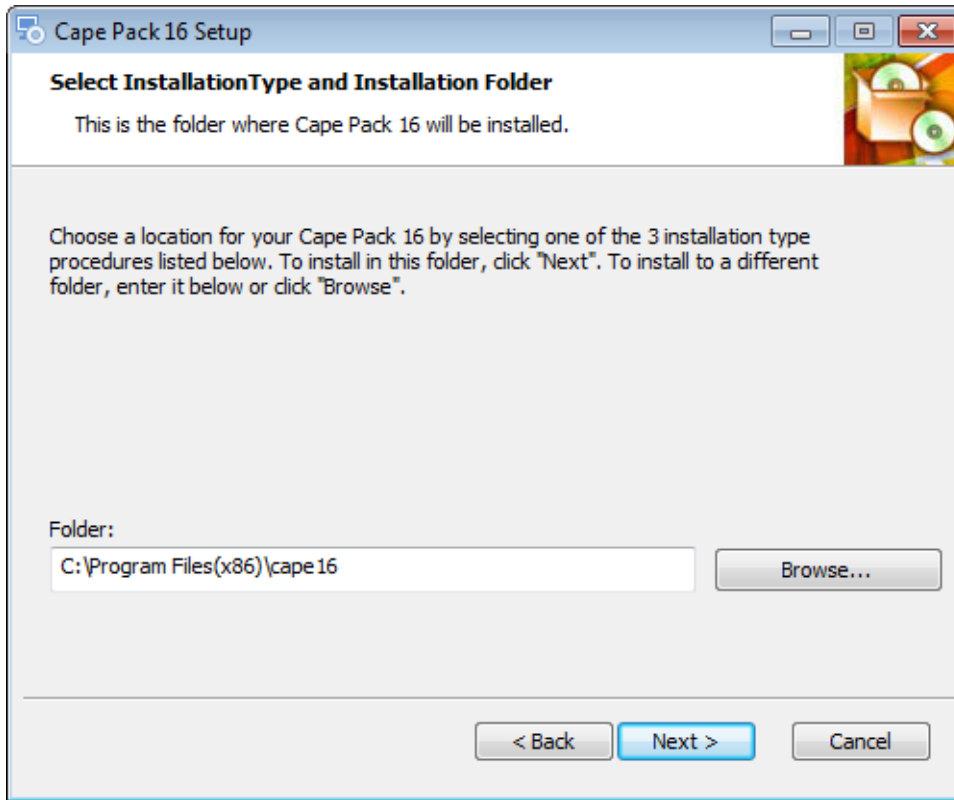 Cape Pack 16 Setup
Select InstallationType and Installation Folder
This is the folder where Cape Pack 16 will be installed.
Choose a location for your Cape Pack 16 by selecting one of the 3 installation type
procedures listed below. To install in this folder, click "Next". To install to a different
folder, enter it below or click "Browse".
Folder:
C:\Program Files(x86)\cape16
Browse...
< Back
Next >
Cancel